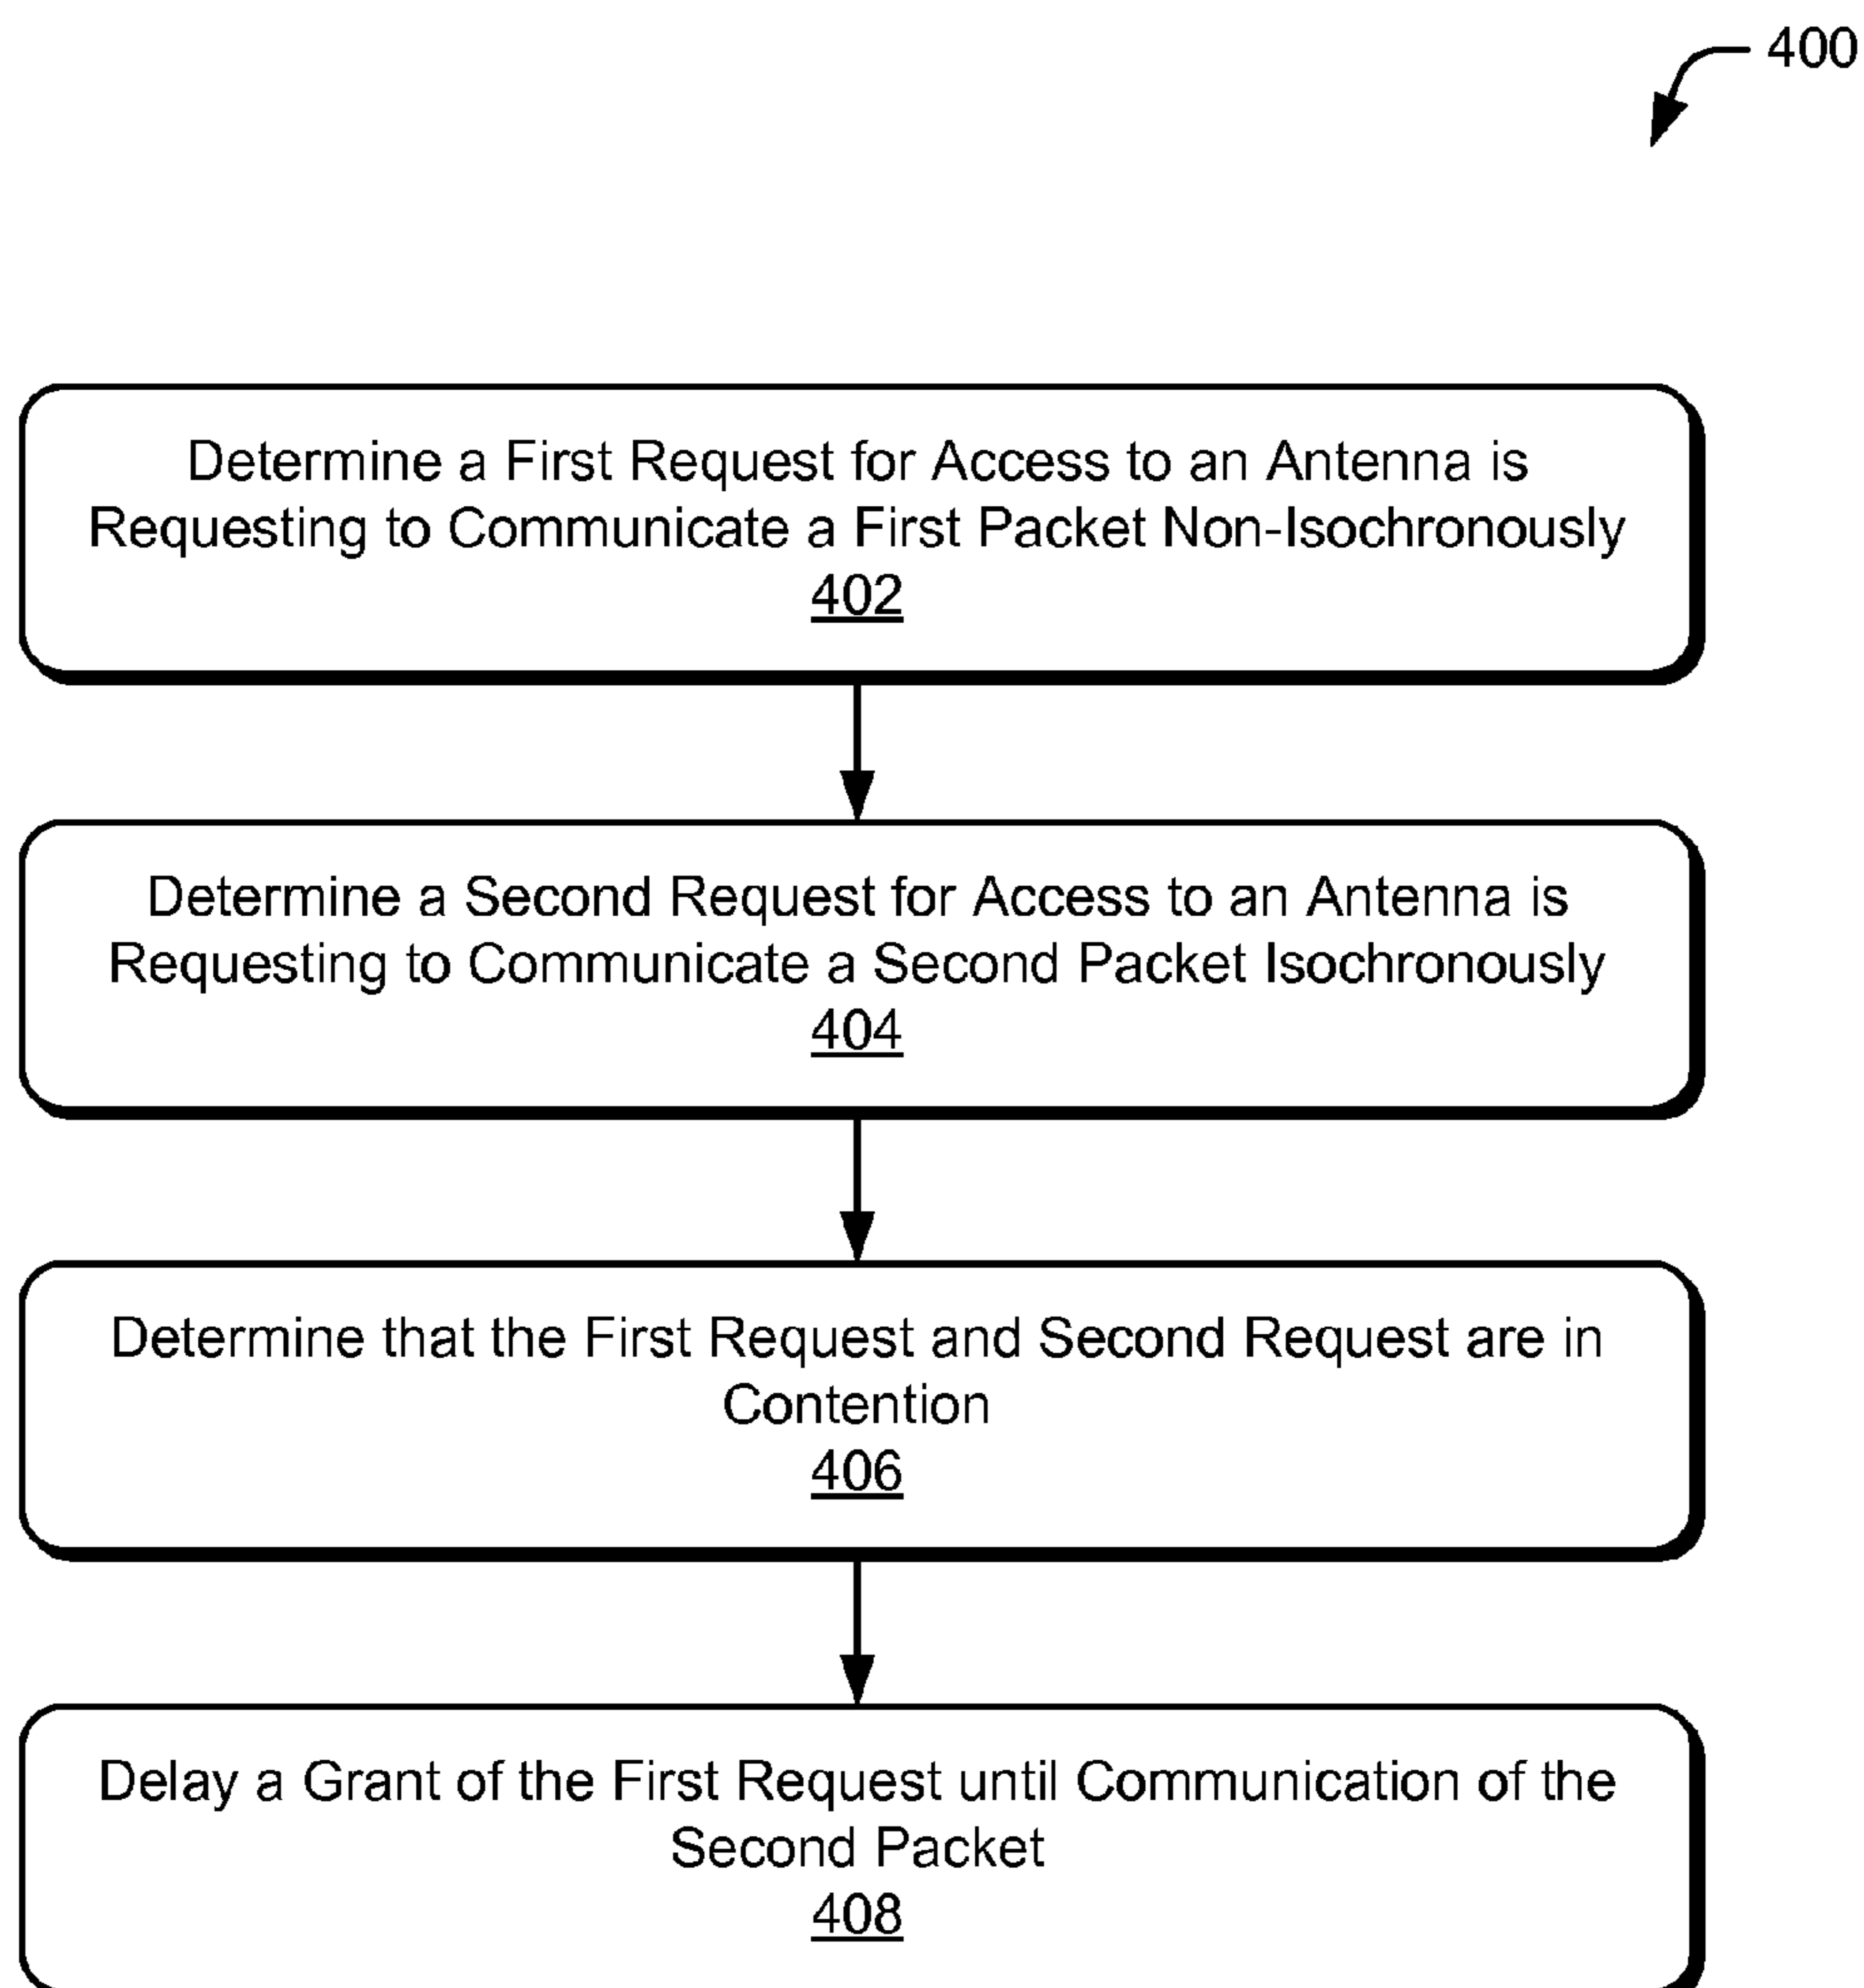 400
Determine a First Request for Access to an Antenna is
Requesting to Communicate a First Packet Non-Isochronously
402
Determine a Second Request for Access to an Antenna is
Requesting to Communicate a Second Packet Isochronously
404
Determine that the First Request and Second Request are in
Contention
406
Delay a Grant of the First Request until Communication of the
Second Packet
408